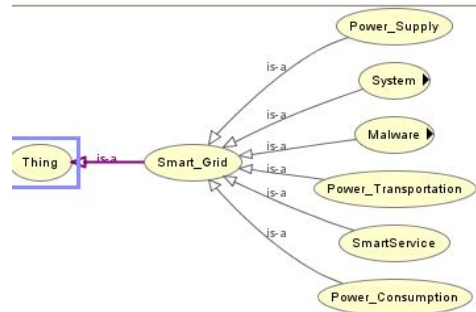 Power_Supply
is-a
System
is-a
is-a
Malware
Thing
is-a
Smart_Grid
is-a
Power_Transportation
is-a
SmartService
is-a
Power_Consumption